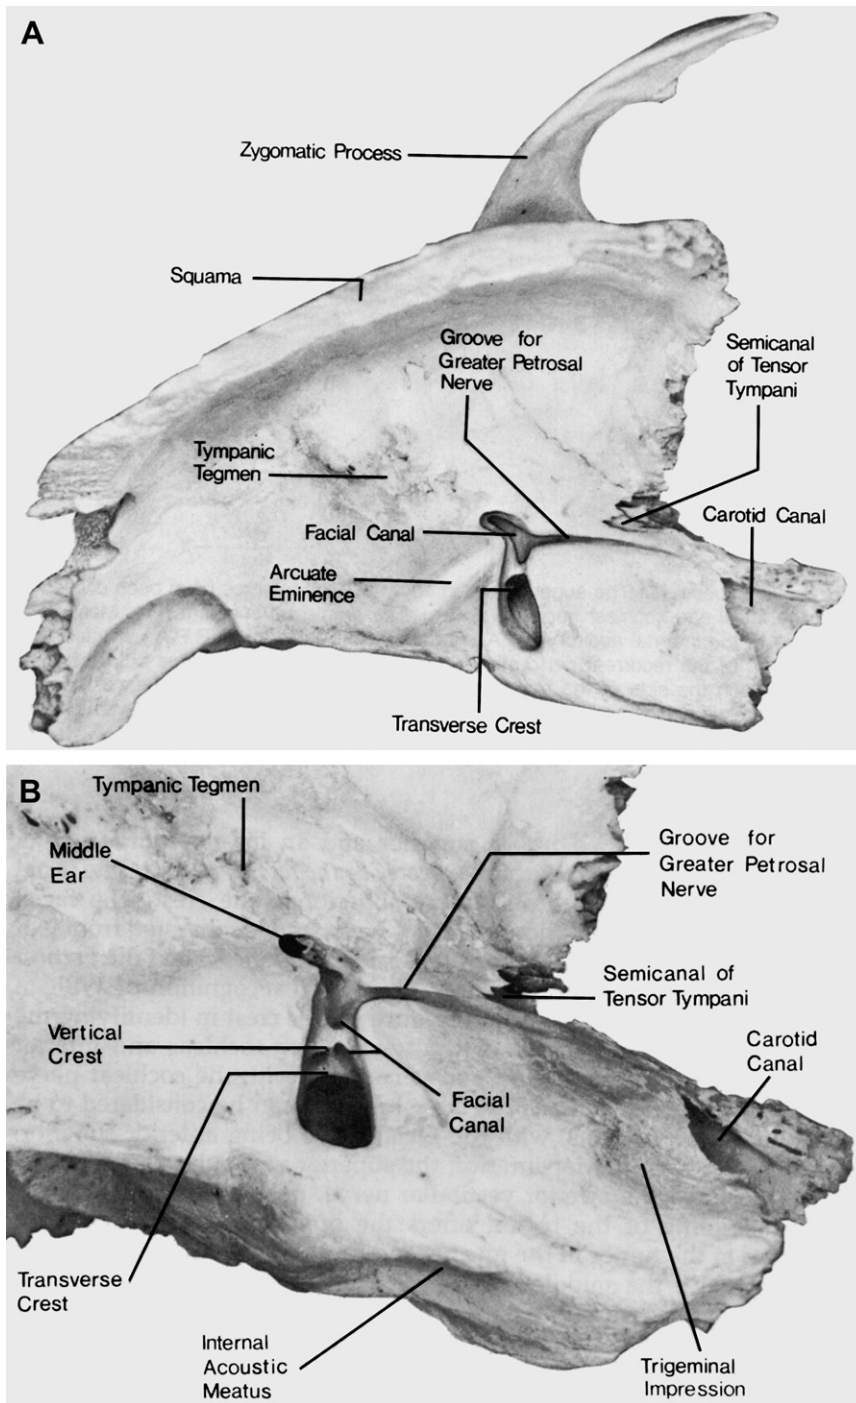 A
Zygomatic Process
Squama
Groove for
Greater Petrosal
Nerve
Semicanal
of Tensor
Tympani
Tympanic
Tegmen
Facial Canal
Carotid Canal
Arcuate
Eminence
Transverse Crest
B
Tympanic Tegmen
Middle
Ear
Groove for
Greater Petrosal
Nerve
Semicanal of
Tensor Tympani
Vertical
Crest
Carotid
Canal
Facial
Canal
Transverse
Crest
Internal
Acoustic
Meatus
Trigeminal
Impression